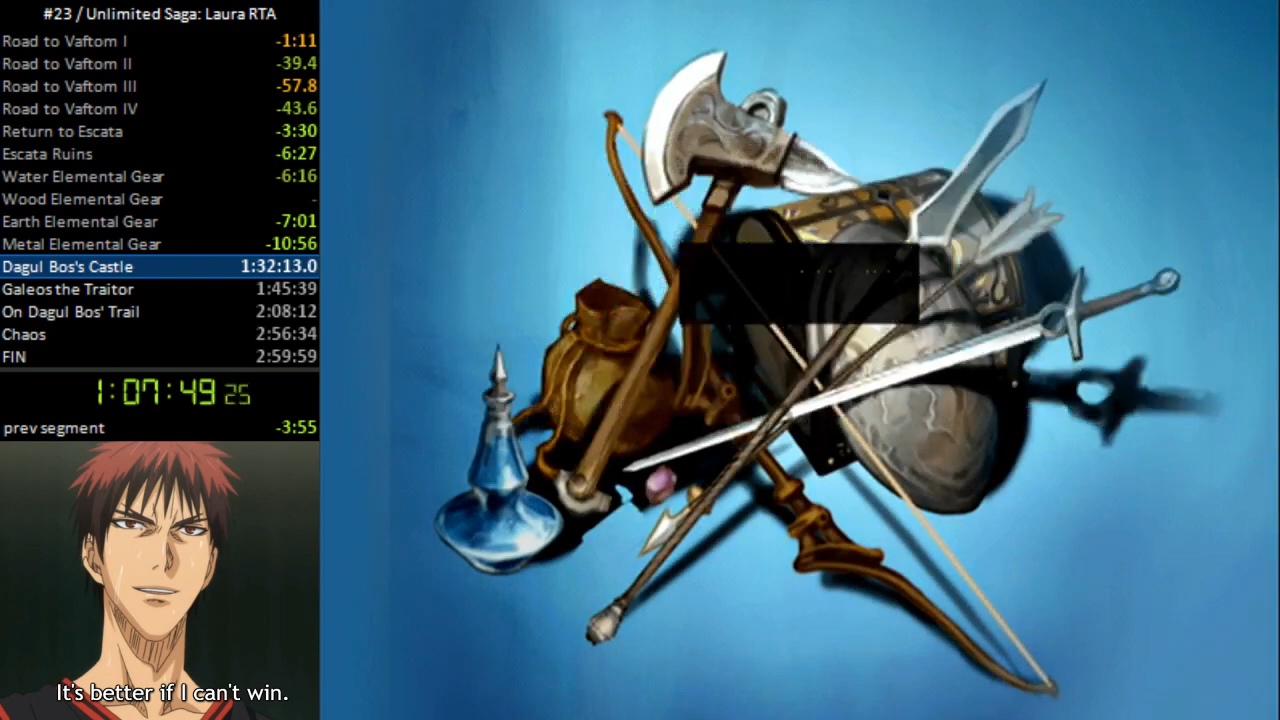 #23 / Unlimited Saga: Laura RTA
Road to Vaftom I -1:11
Road to Vaftom II -39.4
Road to Vaftom III -57.8
Road to Vaftom IV -43.6
Return to Escata -3:30
Escata Ruins -6:27
Water Elemental Gear -6:16
Wood Elemental Gear -
Earth Elemental Gear -7:01
Metal Elemental Gear -10:56
Dagul Bos's Castle 1:32:13.0
Galeos the Traitor 1:45:39
On Dagul Bos' Trail 2:08:12
Chaos 2:56:34
FIN 2:59:59
1:07:49 25
prev segment -3:55
It's better if I can't win.